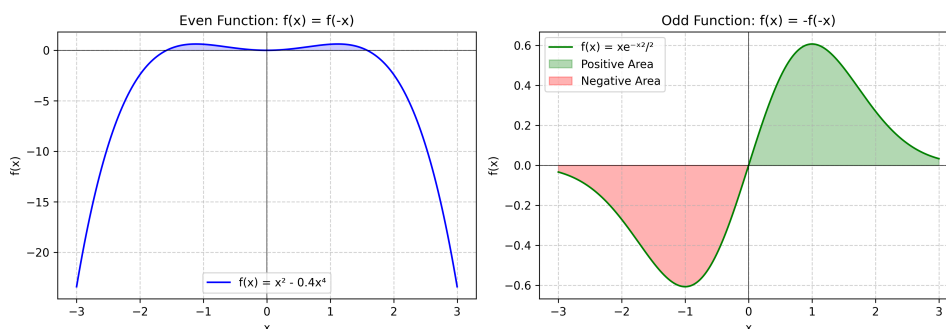 Even Function: f(x) = f(-x)
f(x)
0
−5
−10
−15
−20
f(x) = x² - 0.4x⁴
−3 −2 −1 0 1 2 3
x
Odd Function: f(x) = -f(-x)
f(x)
0.6
0.4
0.2
0.0
−0.2
−0.4
−0.6
f(x) = xe⁻ˣ²/²
Positive Area
Negative Area
−3 −2 −1 0 1 2 3
x